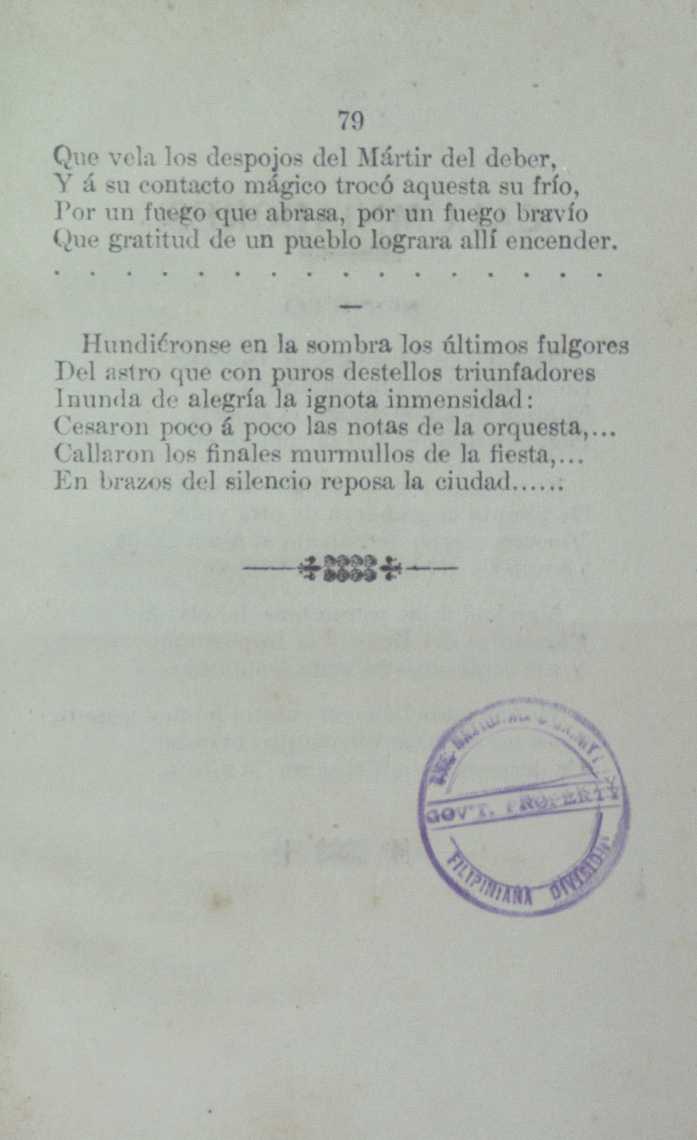 79
Que vela los despojos del Mártir del deber,
Y á su contacto mágico trocó aquesta su frío,
Por un fuego que abrasa, por un fuego bravío
Que gratitud de un pueblo lograra allí encender.
. . . . . . . . . . . . . . . .
—
Hundiéronse en la sombra los últimos fulgores
Del astro que con puros destellos triunfadores
Inunda de alegría la ignota inmensidad:
Cesaron poco á poco las notas de la orquesta,...
Callaron los finales murmullos de la fiesta,...
En brazos del silencio reposa la ciudad......
THE NATIONAL LIBRARY
GOV'T. PROPERTY
FILIPINIANA DIVISION